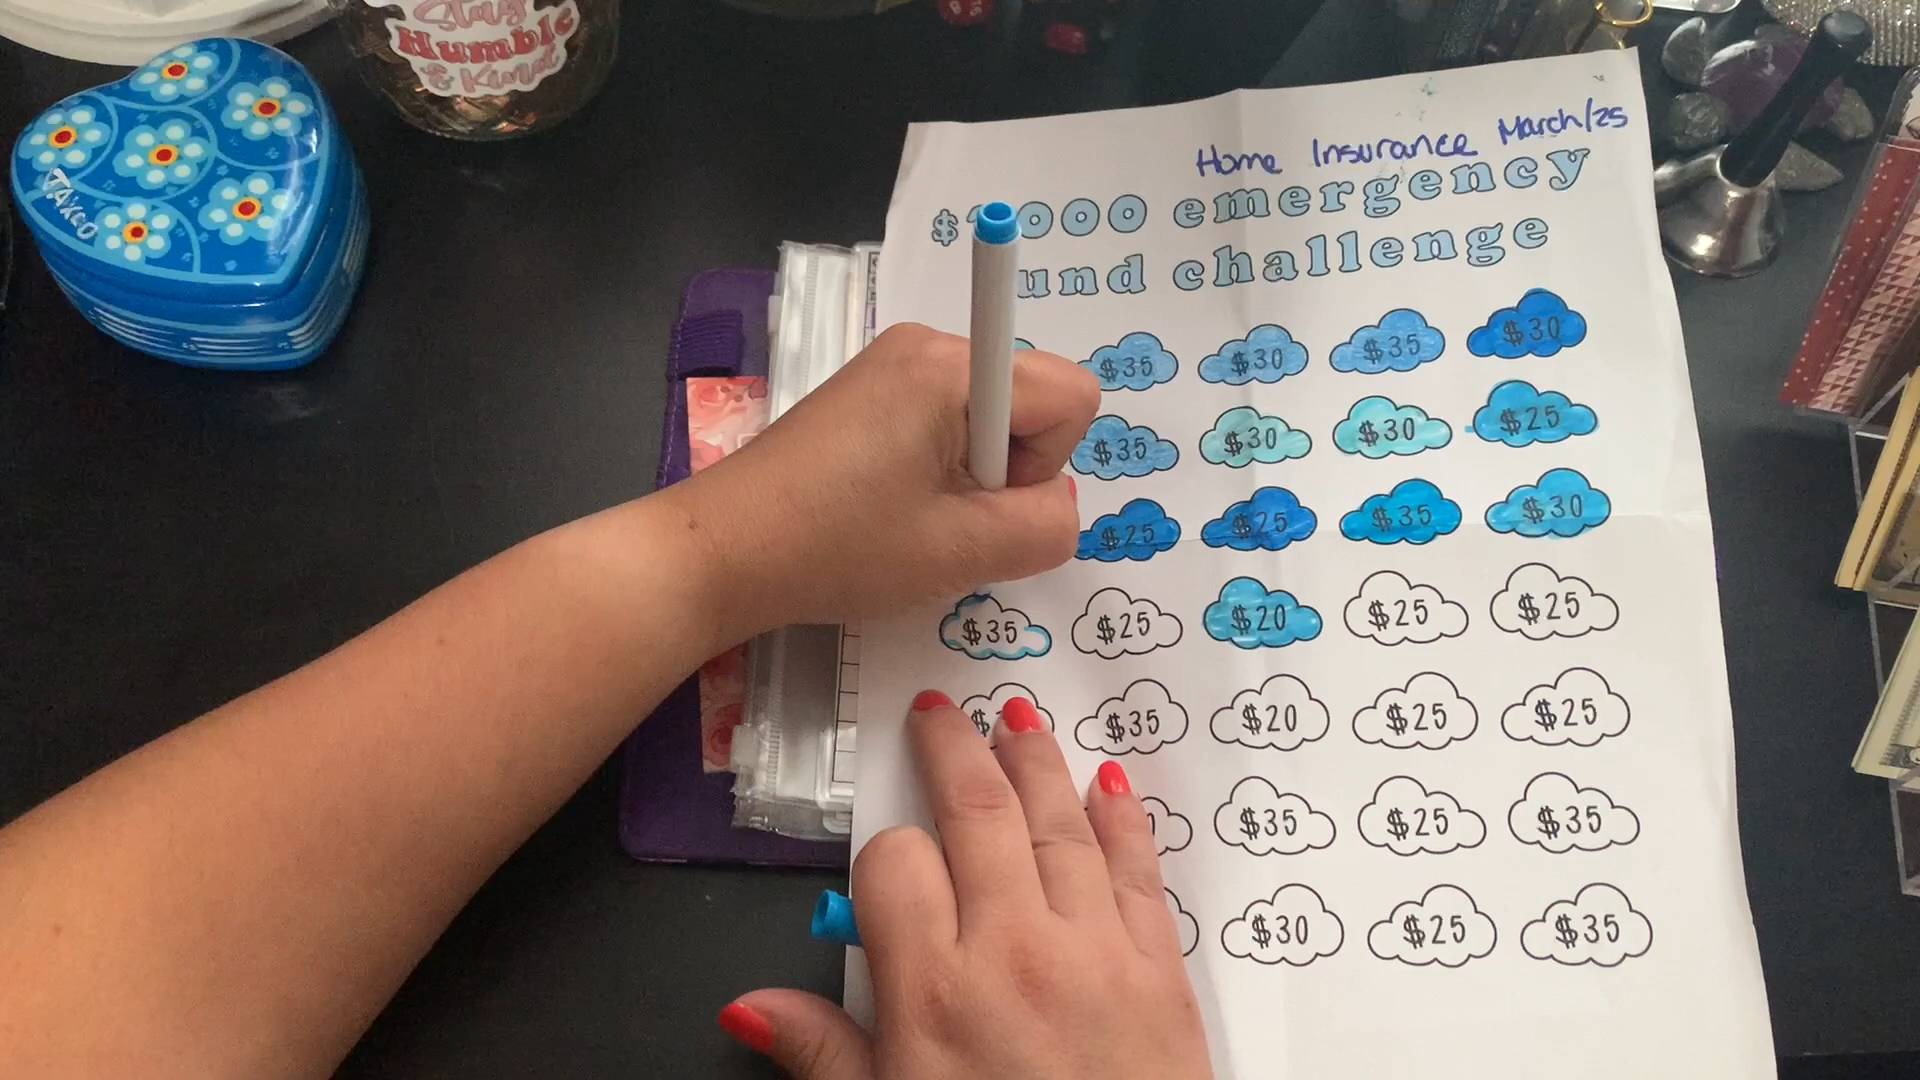 Stay
Humble
& Kind
TAXCO
Home Insurance March/25
000 emergency
und challenge
$35 $30 $35 $30
$35 $30 $30 $25
$25 $25 $35 $30
$35 $25 $20 $25 $25
$35 $20 $25 $25
$35 $25 $35
$30 $25 $35